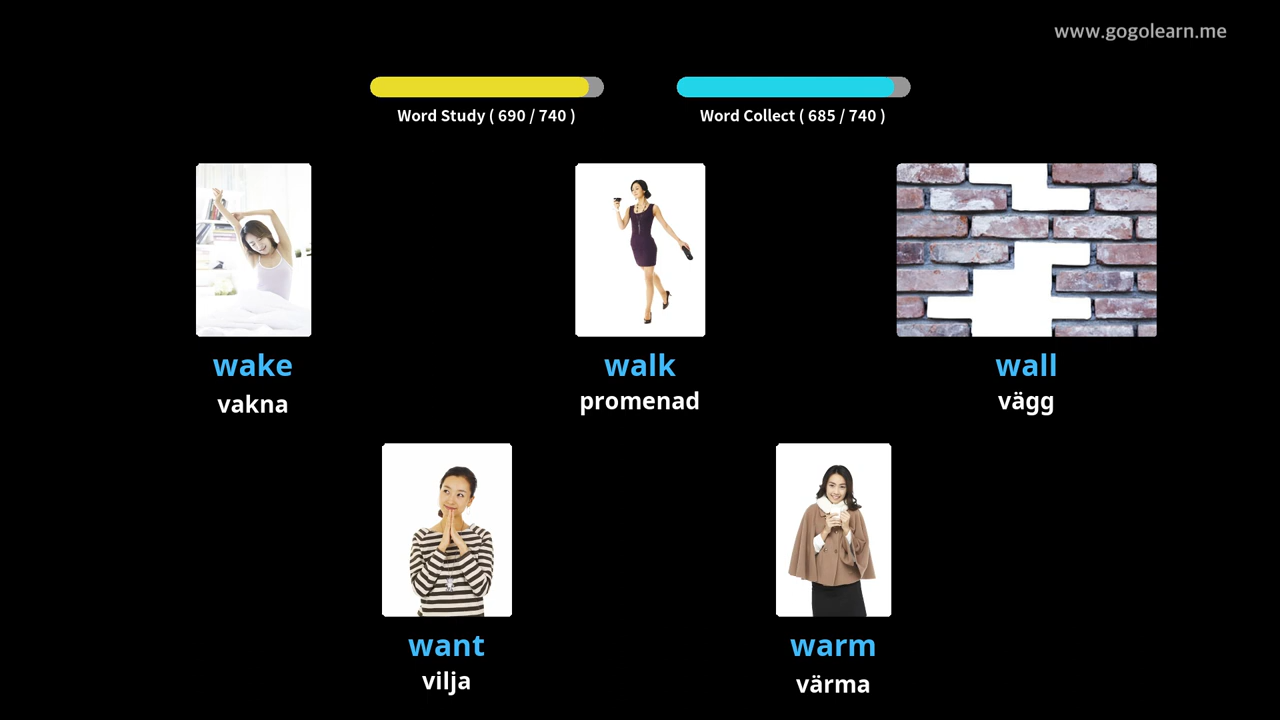 www.gogolearn.me
Word Study ( 690 / 740 )
Word Collect ( 685 / 740 )
wake
vakna
walk
promenad
wall
vägg
want
vilja
warm
värma